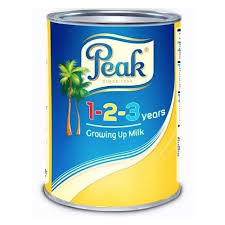 Peak
SINCE 1954
1-2-3 years
Growing Up Milk